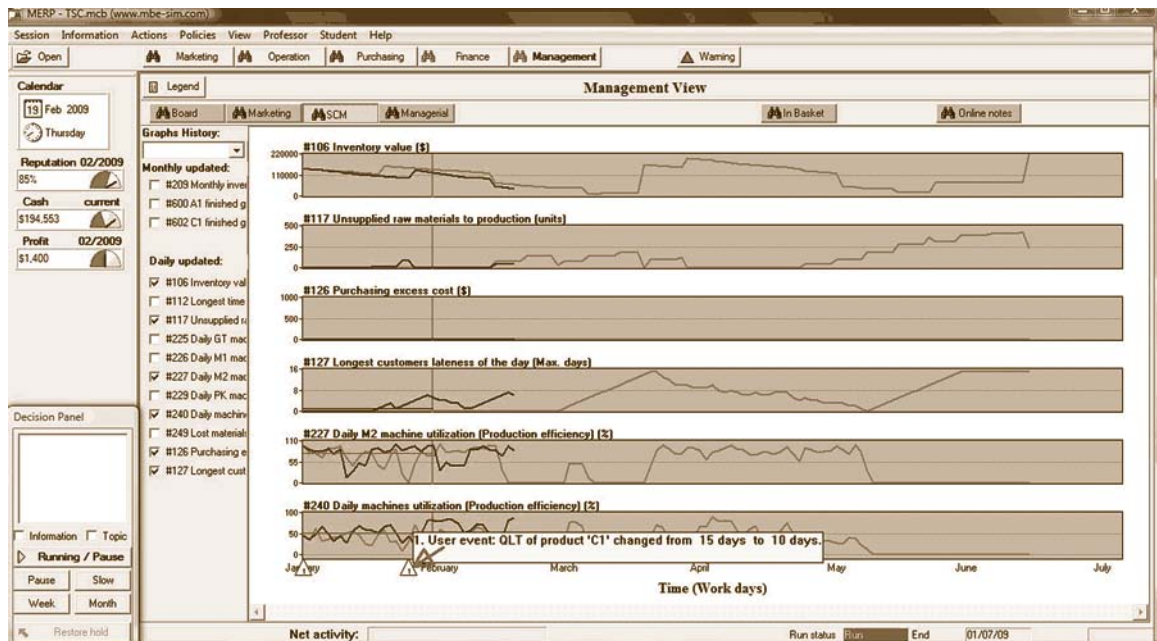 MERP - TSC.mcb (www.mbe-sim.com)
Session Information Actions Policies View Professor Student Help
Open Marketing Operation Purchasing Finance Management Warning
Calendar
19 Feb 2009
Thursday
Reputation 02/2009
85%
Cash current
$194,553
Profit 02/2009
$1,400
Decision Panel
Information Topic
Running / Pause
Pause Slow
Week Month
Restore hold
Legend
Management View
Board Marketing SCM Managerial In Basket Online notes
Graphs History:
Monthly updated:
#209 Monthly inver
#600 A1 finished g
#602 C1 finished g
Daily updated:
#106 Inventory val
#112 Longest time
#117 Unsupplied ra
#225 Daily GT mac
#226 Daily M1 mac
#227 Daily M2 mac
#229 Daily PK mac
#240 Daily machine
#249 Lost materials
#126 Purchasing e
#127 Longest cust
#106 Inventory value ($)
220000
110000
0
#117 Unsupplied raw materials to production (units)
500
250
0
#126 Purchasing excess cost ($)
1000
500
0
#127 Longest customers lateness of the day (Max. days)
16
8
0
#227 Daily M2 machine utilization (Production efficiency) (%)
110
55
0
#240 Daily machines utilization (Production efficiency) (%)
100
50
0
1. User event: QLT of product 'C1' changed from 15 days to 10 days.
February March April May June July
Time (Work days)
Net activity: Run status Run End 01/07/09